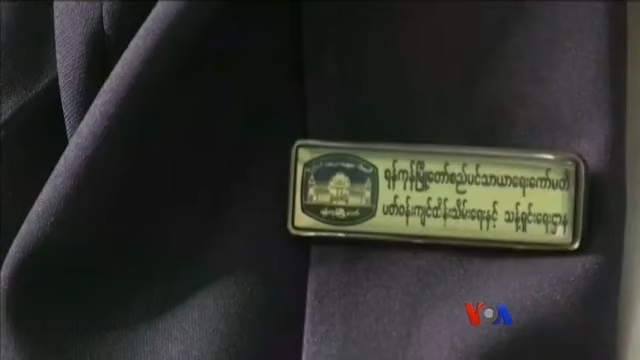 ရန်ကုန်မြို့တော်စည်ပင်သာယာရေးကော်မတီ
ပတ်ဝန်းကျင်ထိန်းသိမ်းရေးနှင့် သန့်ရှင်းရေးဌာန
VOA